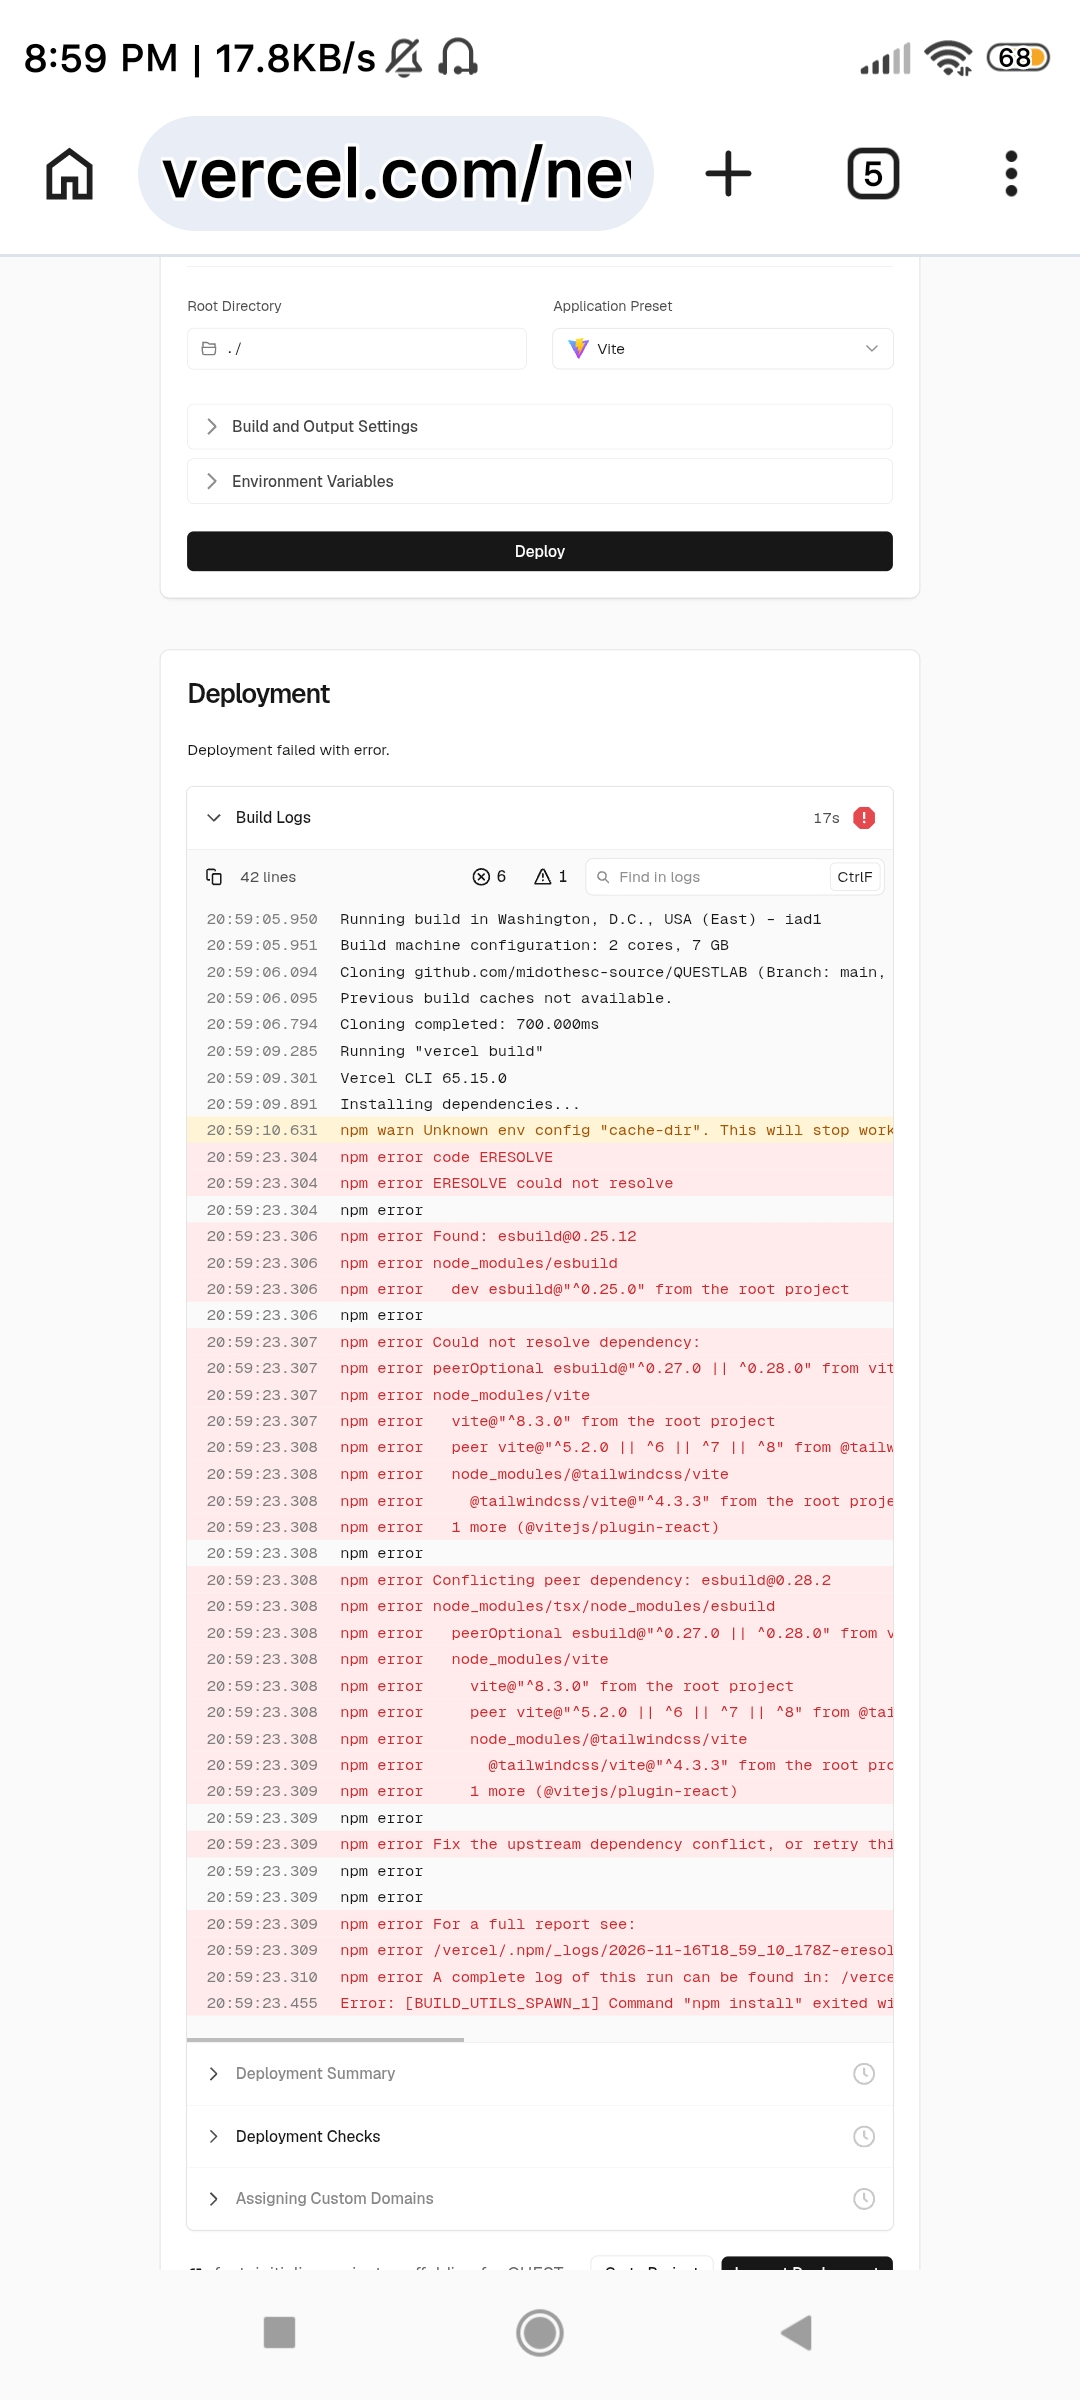 8:59 PM | 17.8KB/s
68
vercel.com/nev
5
Root Directory
Application Preset
./
Vite
Build and Output Settings
Environment Variables
Deploy
Deployment
Deployment failed with error.
Build Logs
17s
42 lines
6
1
Find in logs
CtrlF
20:59:05.950 Running build in Washington, D.C., USA (East) – iad1
20:59:05.951 Build machine configuration: 2 cores, 7 GB
20:59:06.094 Cloning github.com/midothesc-source/QUESTLAB (Branch: main,
20:59:06.095 Previous build caches not available.
20:59:06.794 Cloning completed: 700.000ms
20:59:09.285 Running "vercel build"
20:59:09.301 Vercel CLI 65.15.0
20:59:09.891 Installing dependencies...
20:59:10.631 npm warn Unknown env config "cache-dir". This will stop work
20:59:23.304 npm error code ERESOLVE
20:59:23.304 npm error ERESOLVE could not resolve
20:59:23.304 npm error
20:59:23.306 npm error Found: esbuild@0.25.12
20:59:23.306 npm error node_modules/esbuild
20:59:23.306 npm error   dev esbuild@"^0.25.0" from the root project
20:59:23.306 npm error
20:59:23.307 npm error Could not resolve dependency:
20:59:23.307 npm error peerOptional esbuild@"^0.27.0 || ^0.28.0" from vit
20:59:23.307 npm error node_modules/vite
20:59:23.307 npm error   vite@"^8.3.0" from the root project
20:59:23.308 npm error   peer vite@"^5.2.0 || ^6 || ^7 || ^8" from @tailw
20:59:23.308 npm error   node_modules/@tailwindcss/vite
20:59:23.308 npm error     @tailwindcss/vite@"^4.3.3" from the root proje
20:59:23.308 npm error   1 more (@vitejs/plugin-react)
20:59:23.308 npm error
20:59:23.308 npm error Conflicting peer dependency: esbuild@0.28.2
20:59:23.308 npm error node_modules/tsx/node_modules/esbuild
20:59:23.308 npm error   peerOptional esbuild@"^0.27.0 || ^0.28.0" from v
20:59:23.308 npm error   node_modules/vite
20:59:23.308 npm error     vite@"^8.3.0" from the root project
20:59:23.308 npm error     peer vite@"^5.2.0 || ^6 || ^7 || ^8" from @tai
20:59:23.308 npm error     node_modules/@tailwindcss/vite
20:59:23.309 npm error       @tailwindcss/vite@"^4.3.3" from the root pro
20:59:23.309 npm error     1 more (@vitejs/plugin-react)
20:59:23.309 npm error
20:59:23.309 npm error Fix the upstream dependency conflict, or retry thi
20:59:23.309 npm error
20:59:23.309 npm error
20:59:23.309 npm error For a full report see:
20:59:23.309 npm error /vercel/.npm/_logs/2026-11-16T18_59_10_178Z-eresol
20:59:23.310 npm error A complete log of this run can be found in: /verce
20:59:23.455 Error: [BUILD_UTILS_SPAWN_1] Command "npm install" exited wi
Deployment Summary
Deployment Checks
Assigning Custom Domains